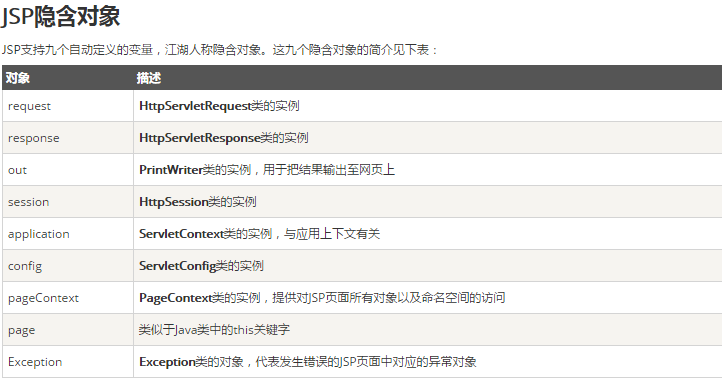 JSP隐含对象
JSP支持九个自动定义的变量，江湖人称隐含对象。这九个隐含对象的简介见下表：
对象 描述
request HttpServletRequest类的实例
response HttpServletResponse类的实例
out PrintWriter类的实例，用于把结果输出至网页上
session HttpSession类的实例
application ServletContext类的实例，与应用上下文有关
config ServletConfig类的实例
pageContext PageContext类的实例，提供对JSP页面所有对象以及命名空间的访问
page 类似于Java类中的this关键字
Exception Exception类的对象，代表发生错误的JSP页面中对应的异常对象